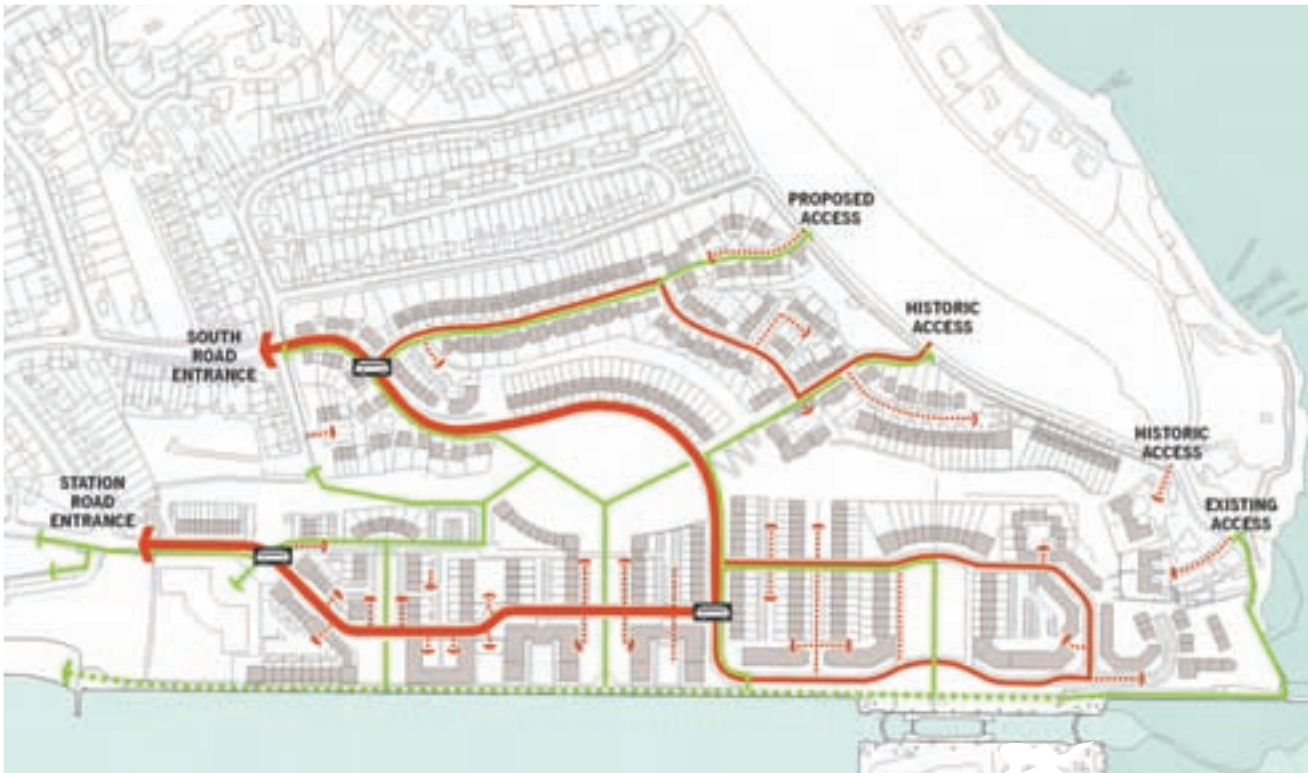 PROPOSED
ACCESS
HISTORIC
ACCESS
SOUTH
ROAD
ENTRANCE
HISTORIC
ACCESS
STATION
ROAD
ENTRANCE
EXISTING
ACCESS